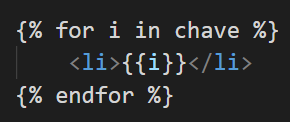 {% for i in chave %}
    <li>{{i}}</li>
{% endfor %}